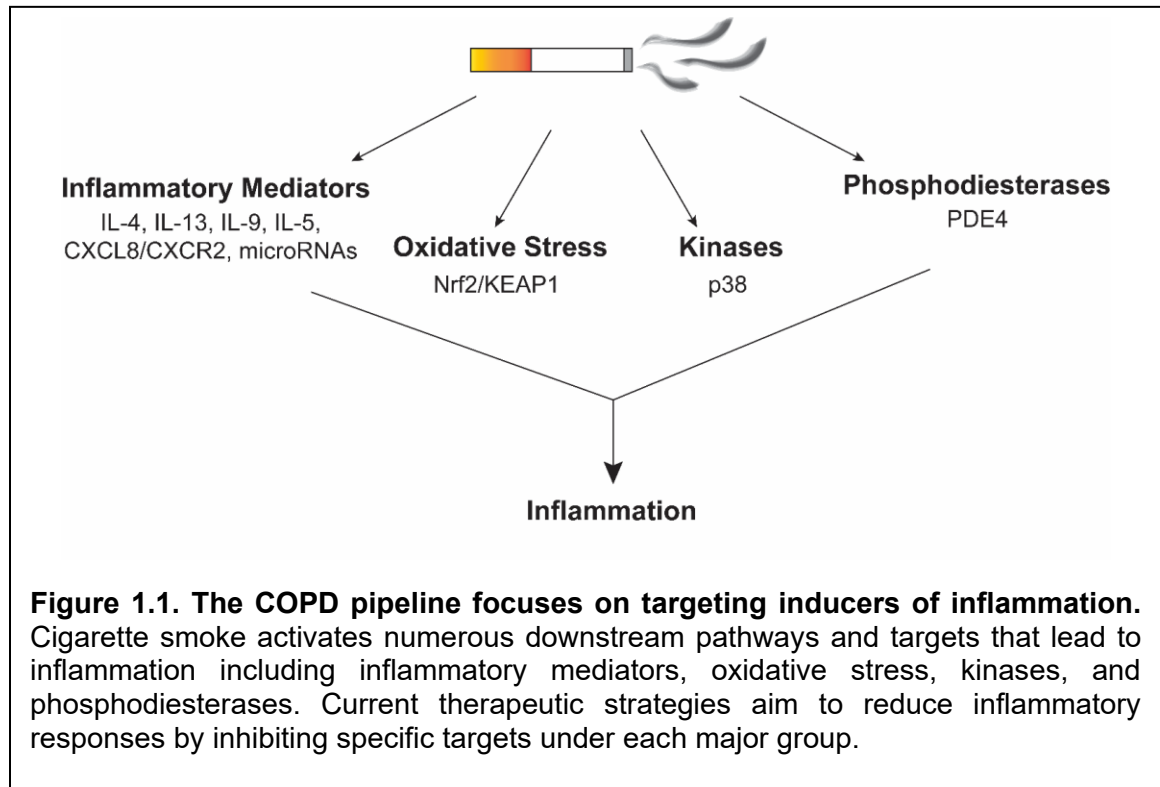 Inflammatory Mediators
IL-4, IL-13, IL-9, IL-5,
CXCL8/CXCR2, microRNAs
Oxidative Stress
Nrf2/KEAP1
Kinases
p38
Phosphodiesterases
PDE4
Inflammation
Figure 1.1. The COPD pipeline focuses on targeting inducers of inflammation.
Cigarette smoke activates numerous downstream pathways and targets that lead to
inflammation including inflammatory mediators, oxidative stress, kinases, and
phosphodiesterases. Current therapeutic strategies aim to reduce inflammatory
responses by inhibiting specific targets under each major group.